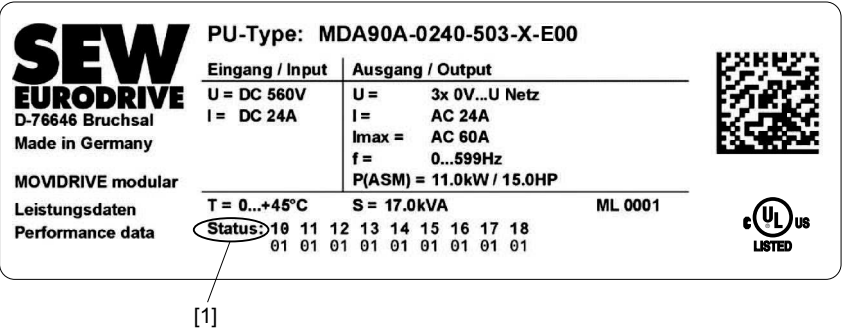 SEW
EURODRIVE
D-76646 Bruchsal
Made in Germany
MOVIDRIVE modular
Leistungsdaten
Performance data
PU-Type: MDA90A-0240-503-X-E00
Eingang / Input Ausgang / Output
U = DC 560V U = 3x 0V...U Netz
I = DC 24A I = AC 24A
Imax = AC 60A
f = 0...599Hz
P(ASM) = 11.0kW / 15.0HP
T = 0...+45°C S = 17.0kVA ML 0001
Status: 10 11 12 13 14 15 16 17 18
01 01 01 01 01 01 01 01 01
c UL US
LISTED
[1]